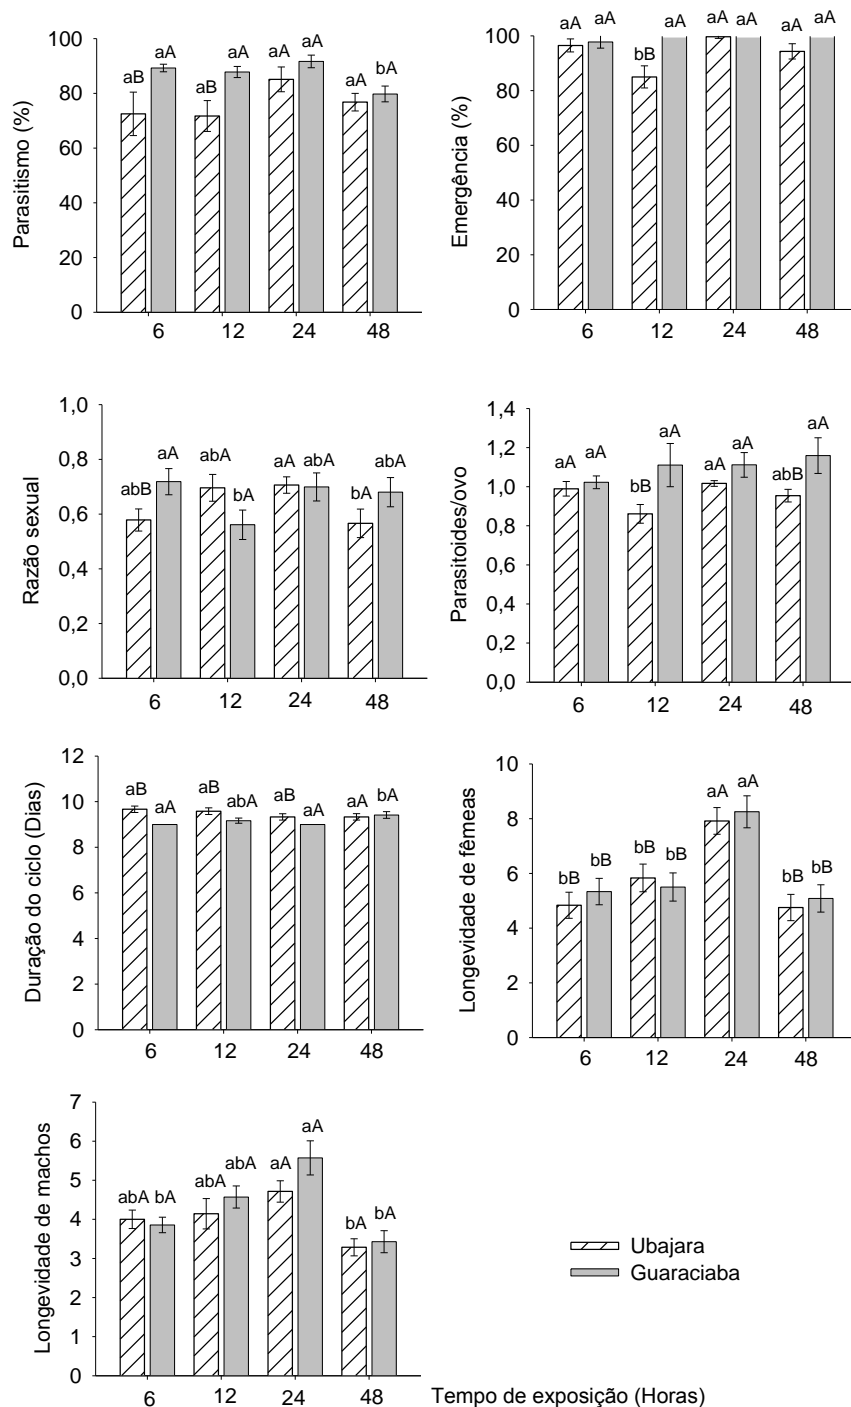 Parasitismo (%)
100
80
60
40
20
0
aB aA aB aA aA aA aA bA
6 12 24 48
Emergência (%)
100
80
60
40
20
0
aA aA bB aA aA aA aA aA
6 12 24 48
Razão sexual
1,0
0,8
0,6
0,4
0,2
0,0
abB aA abA bA aA abA bA abA
6 12 24 48
Parasitoides/ovo
1,4
1,2
1,0
0,8
0,6
0,4
0,2
0,0
aA aA bB aA aA aA abB aA
6 12 24 48
Duração do ciclo (Dias)
12
10
8
6
4
2
0
aB aA aB abA aB aA aA bA
6 12 24 48
Longevidade de fêmeas
10
8
6
4
2
0
bB bB bB bB aA aA bB bB
6 12 24 48
Longevidade de machos
7
6
5
4
3
2
1
0
abA bA abA abA aA aA bA bA
6 12 24 48
Ubajara
Guaraciaba
Tempo de exposição (Horas)